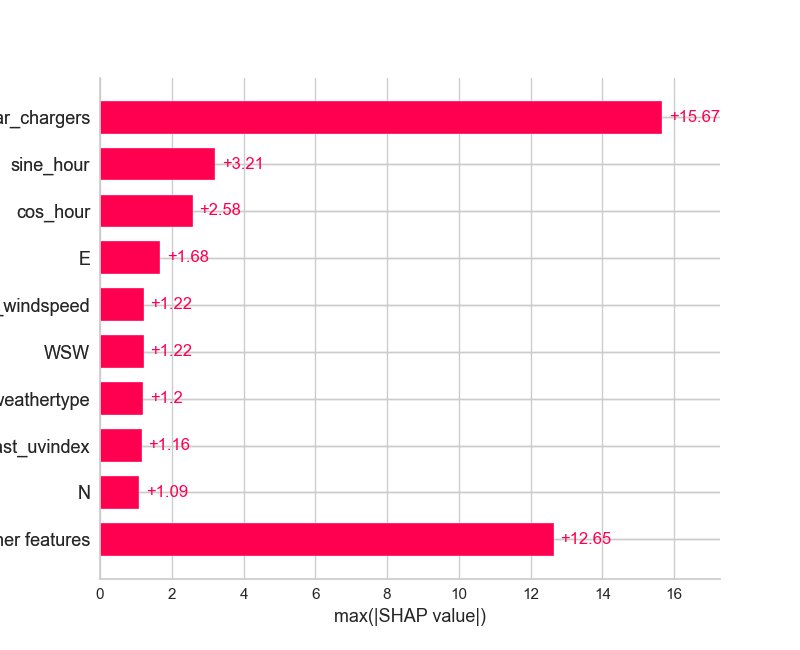 ar_chargers +15.67
sine_hour +3.21
cos_hour +2.58
E +1.68
_windspeed +1.22
WSW +1.22
weathertype +1.2
ast_uvindex +1.16
N +1.09
her features +12.65
0 2 4 6 8 10 12 14 16
max(|SHAP value|)